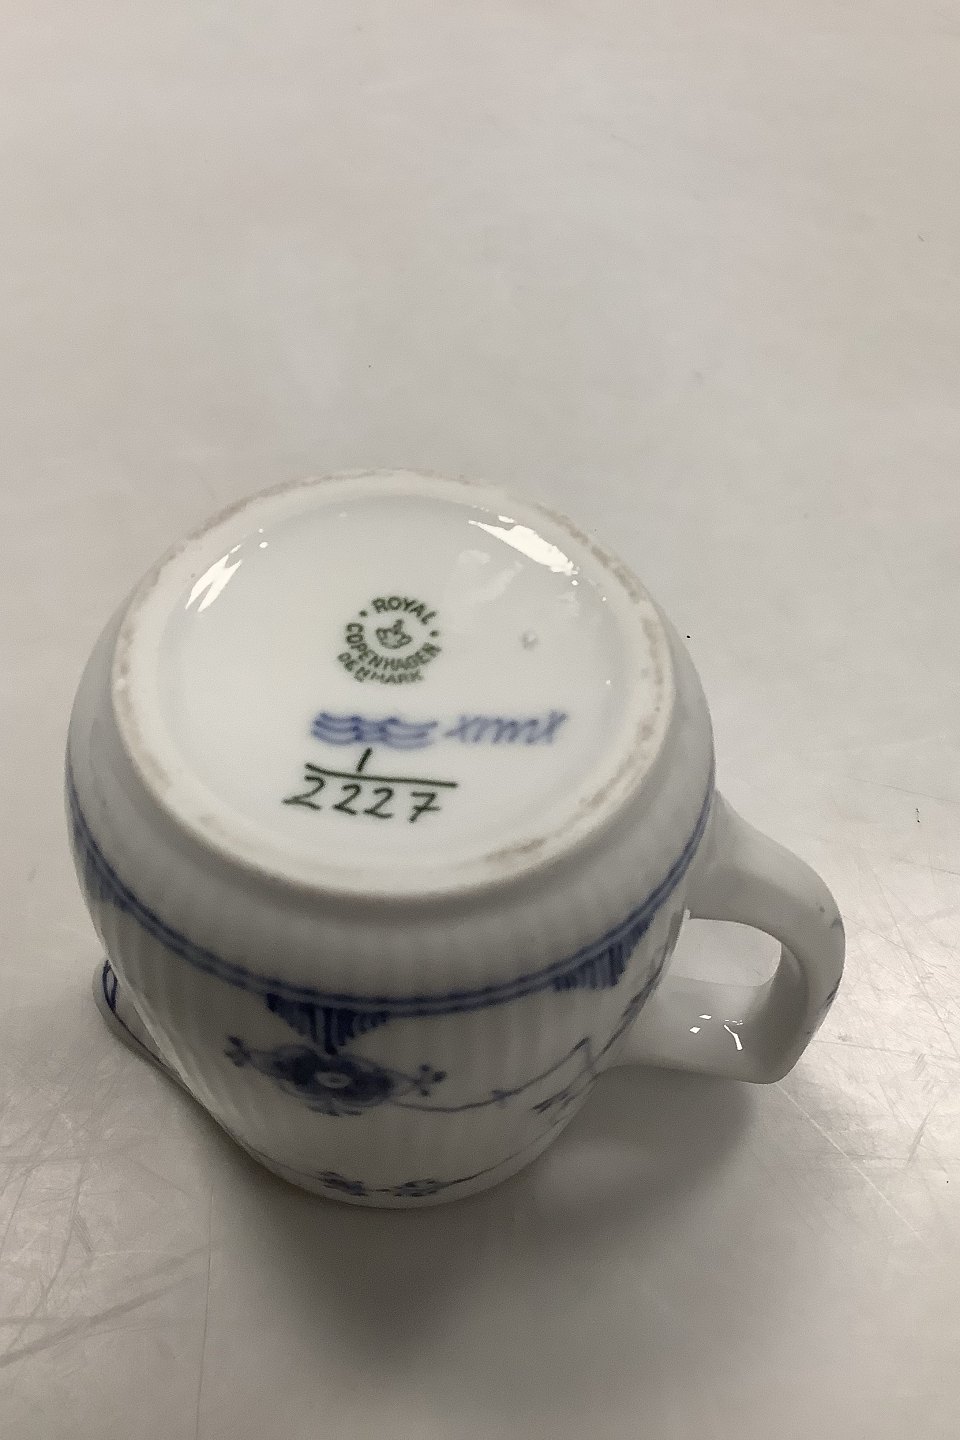 ROYAL
COPENHAGEN
DENMARK
1
2227